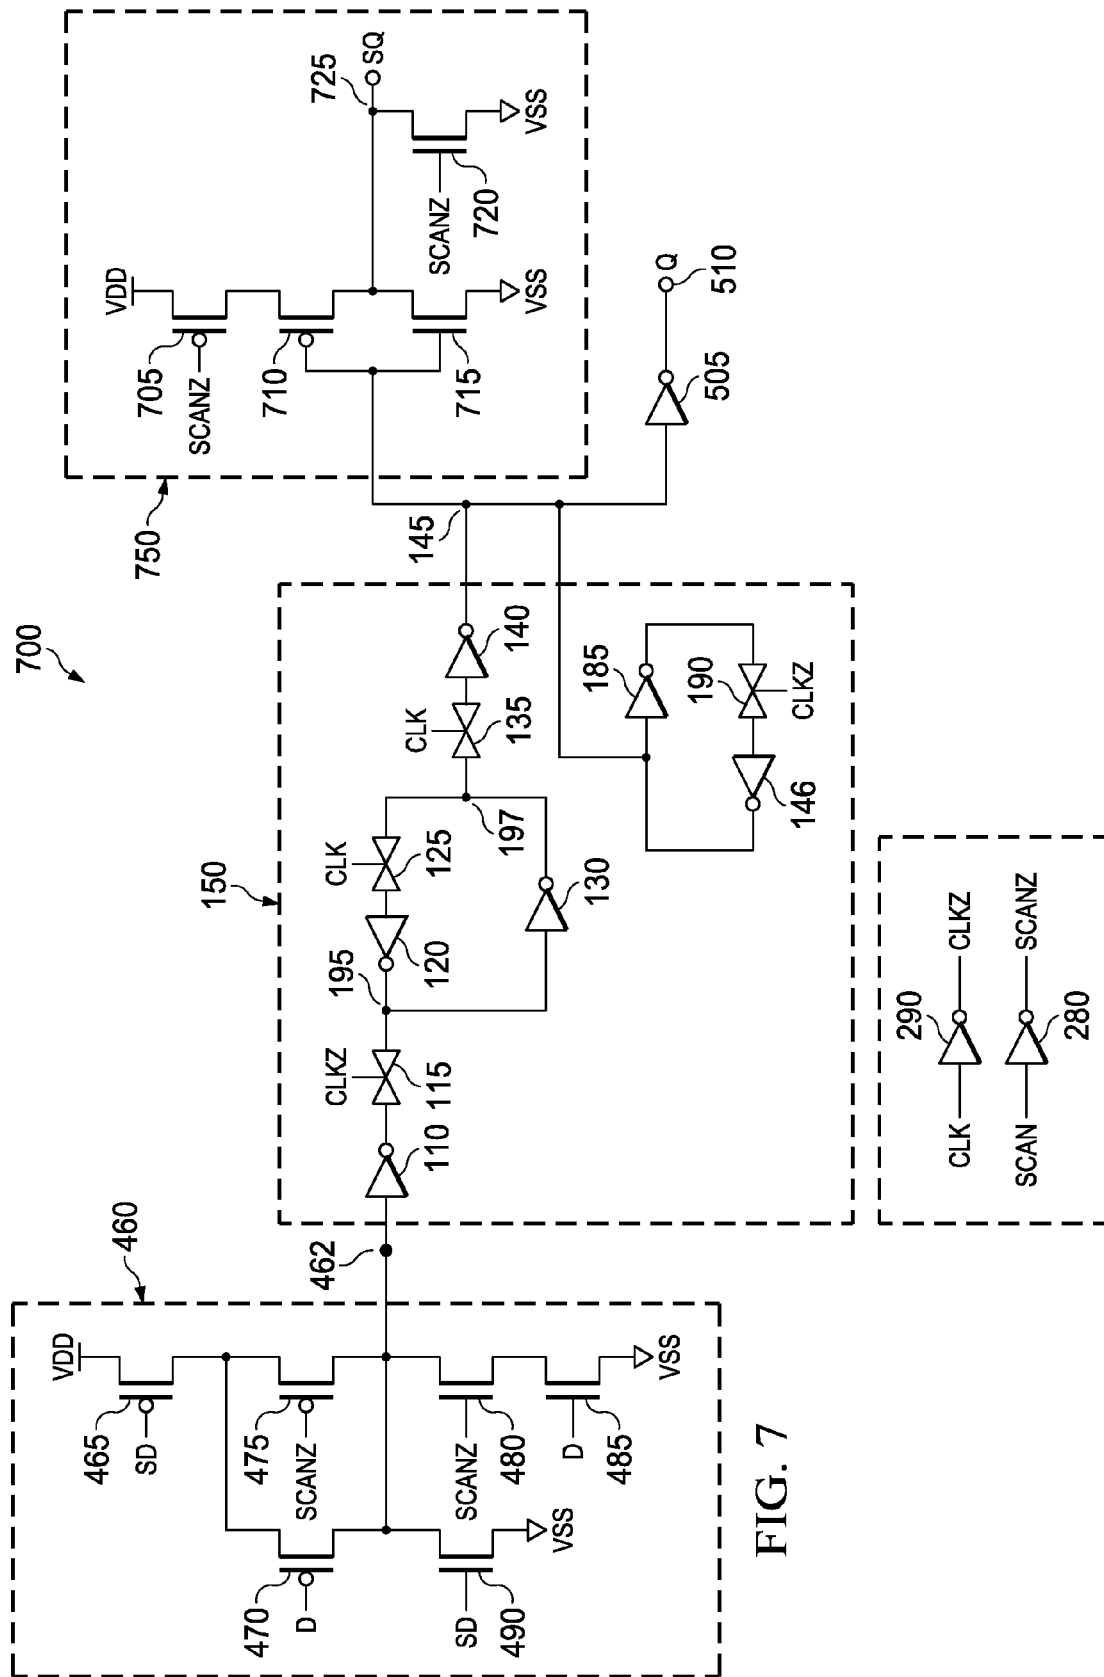 700
460
VDD
465
SD
470
D
475
SCANZ
SCANZ
480
SD
490
D
485
VSS
VSS
462
150
110
CLKZ
115
195
120
CLK
125
130
197
CLK
135
140
145
185
190
CLKZ
146
750
VDD
705
SCANZ
710
715
VSS
725
SQ
SCANZ
720
VSS
505
Q
510
CLK
290
CLKZ
SCAN
280
SCANZ
FIG. 7